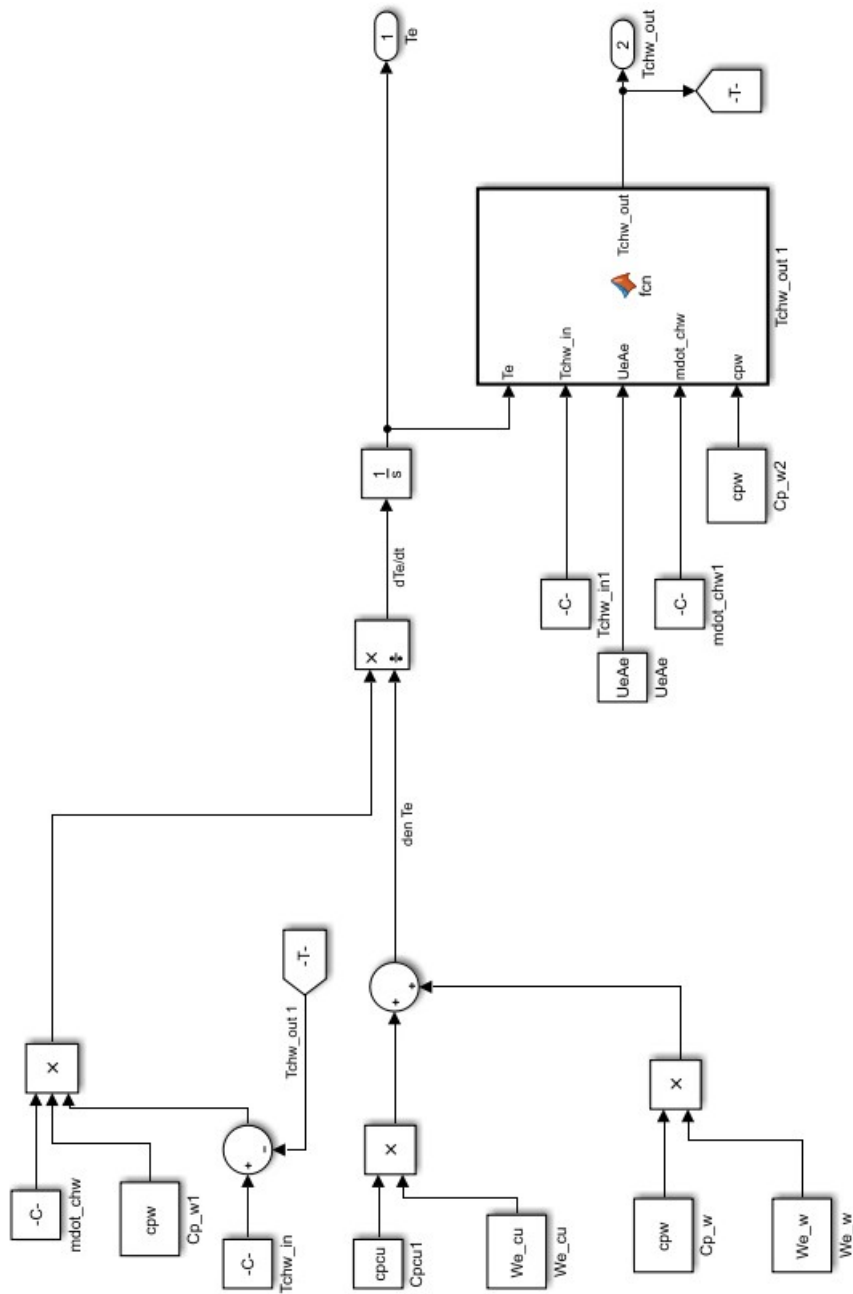 -C-
mdot_chw
cpw
Cp_w1
-C-
Tchw_in
×
+
−
Tchw_out 1
-T-
cpcu
Cpcu1
We_cu
We_cu
×
cpw
Cp_w
We_w
We_w
×
+
+
den Te
×
÷
dTe/dt
1
s
1
Te
-C-
Tchw_in1
UeAe
UeAe
-C-
mdot_chw1
cpw
Cp_w2
Te
Tchw_in
UeAe
mdot_chw
cpw
fcn
Tchw_out
Tchw_out 1
2
Tchw_out
-T-